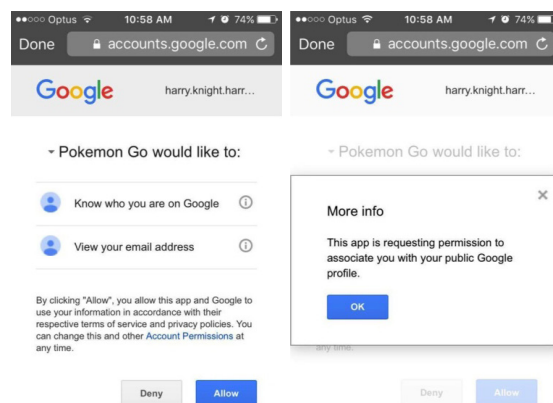 Optus 10:58 AM 74%
Done accounts.google.com
Google harry.knight.harr...
Pokemon Go would like to:
Know who you are on Google
View your email address
By clicking "Allow", you allow this app and Google to
use your information in accordance with their
respective terms of service and privacy policies. You
can change this and other Account Permissions at
any time.
Deny Allow
Optus 10:58 AM 74%
Done accounts.google.com
Google harry.knight.harr...
Pokemon Go would like to:
More info
This app is requesting permission to
associate you with your public Google
profile.
OK
any time.
Deny Allow